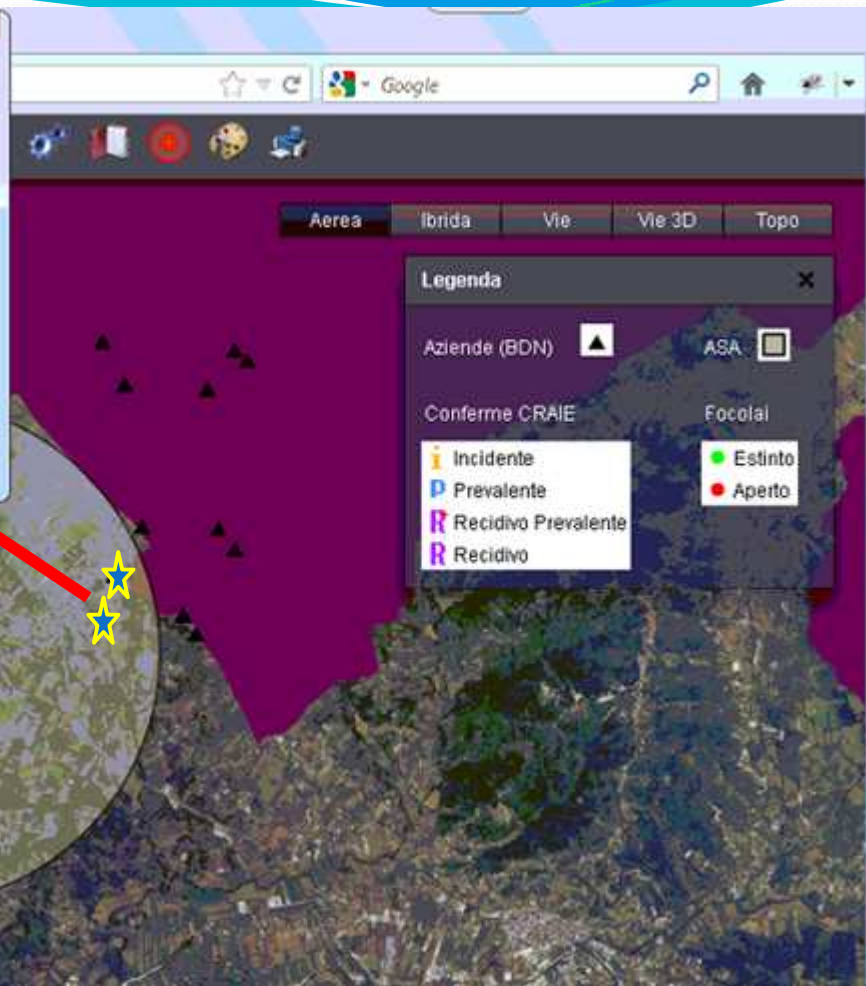 Google
Aerea Ibrida Vie Vie 3D Topo
Legenda
Aziende (BDN) ASA
Conferme CRAIE Focolai
i Incidente Estinto
P Prevalente Aperto
R Recidivo Prevalente
R Recidivo